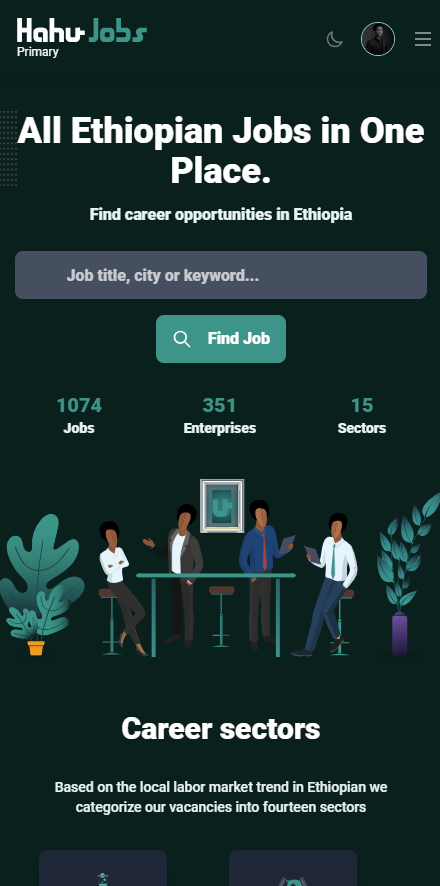 Hahu Jobs
Primary
All Ethiopian Jobs in One
Place.
Find career opportunities in Ethiopia
Job title, city or keyword...
Find Job
1074 351 15
Jobs Enterprises Sectors
Career sectors
Based on the local labor market trend in Ethiopian we
categorize our vacancies into fourteen sectors